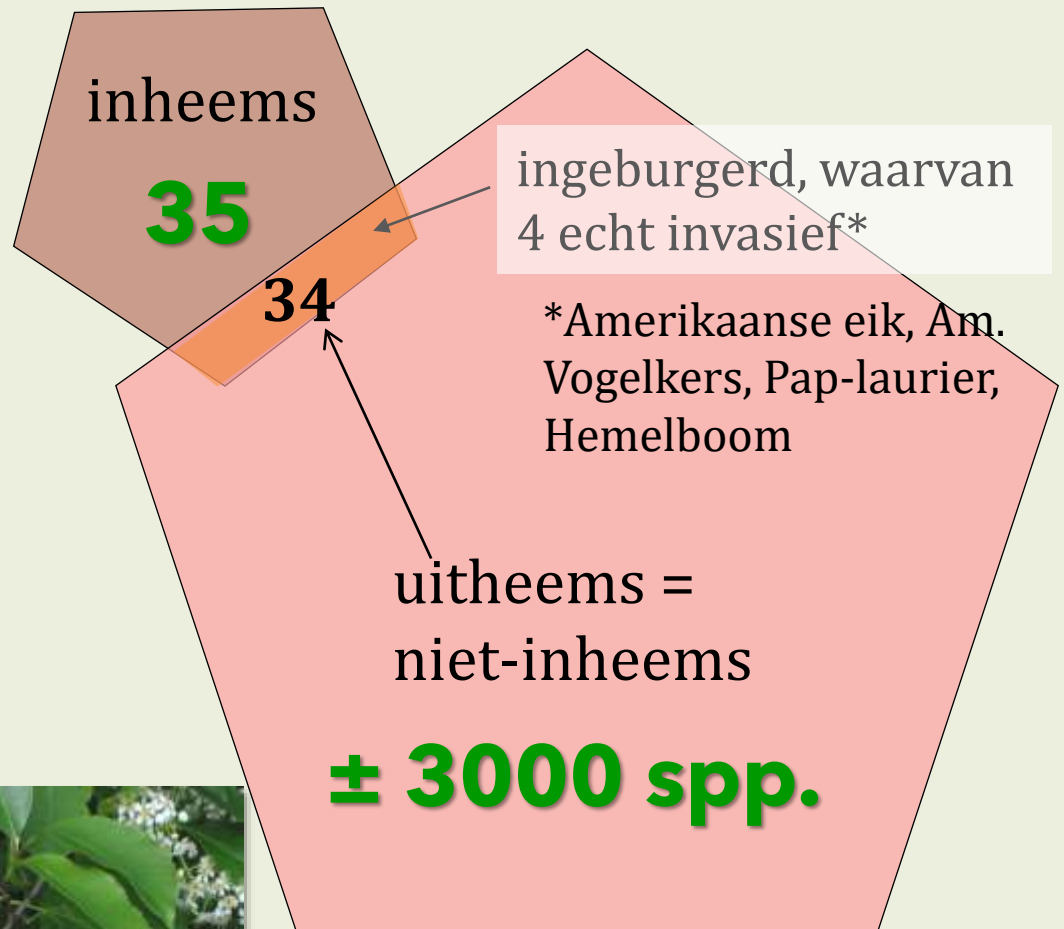 inheems
35
ingeburgerd, waarvan
4 echt invasief*
34
*Amerikaanse eik, Am.
Vogelkers, Pap-laurier,
Hemelboom
uitheems =
niet-inheems
± 3000 spp.